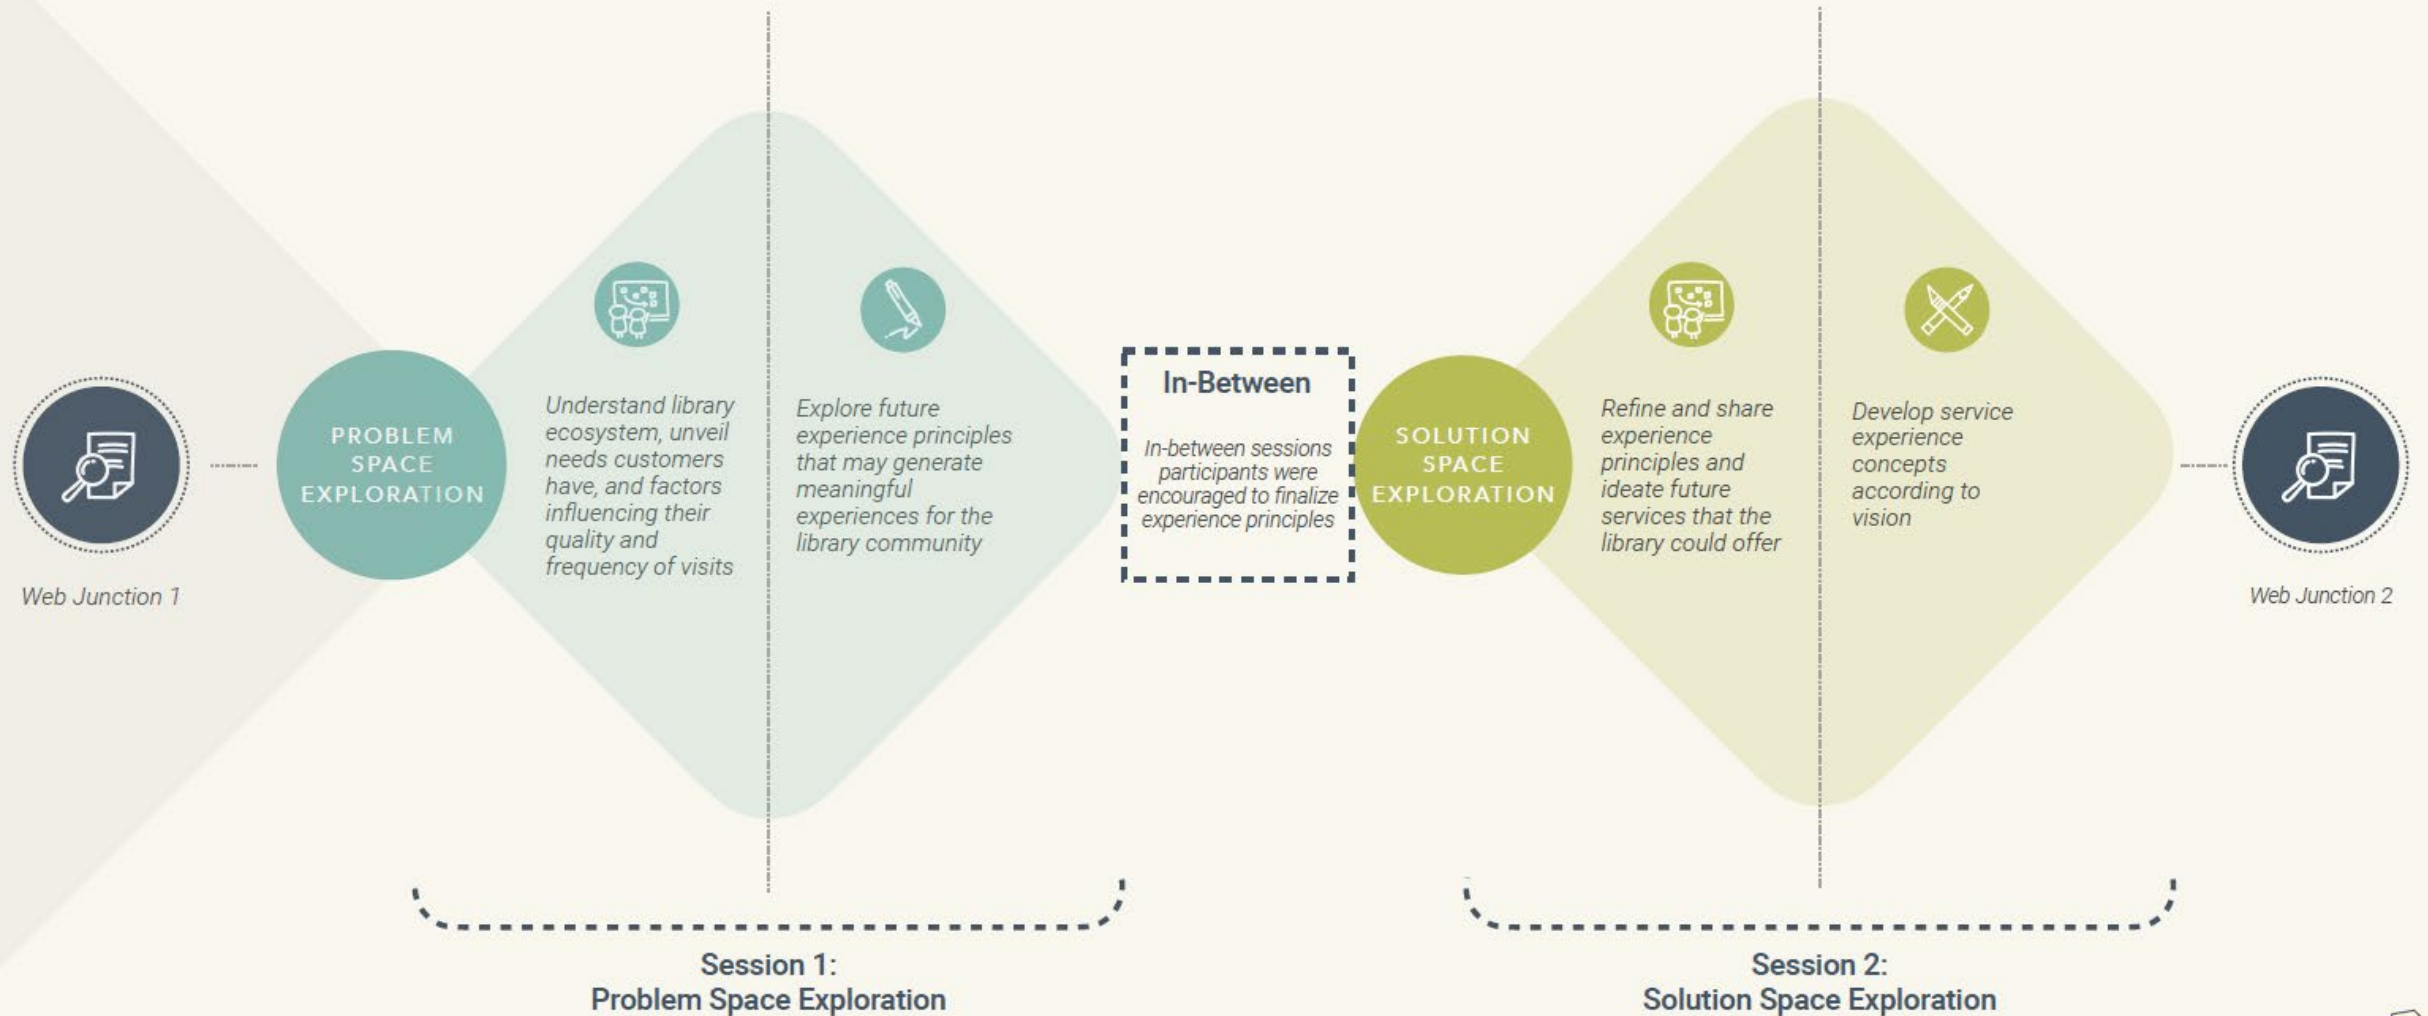 Web Junction 1
PROBLEM
SPACE
EXPLORATION
Understand library
ecosystem, unveil
needs customers
have, and factors
influencing their
quality and
frequency of visits
Explore future
experience principles
that may generate
meaningful
experiences for the
library community
In-Between
In-between sessions
participants were
encouraged to finalize
experience principles
SOLUTION
SPACE
EXPLORATION
Refine and share
experience
principles and
ideate future
services that the
library could offer
Develop service
experience
concepts
according to
vision
Web Junction 2
Session 1:
Problem Space Exploration
Session 2:
Solution Space Exploration